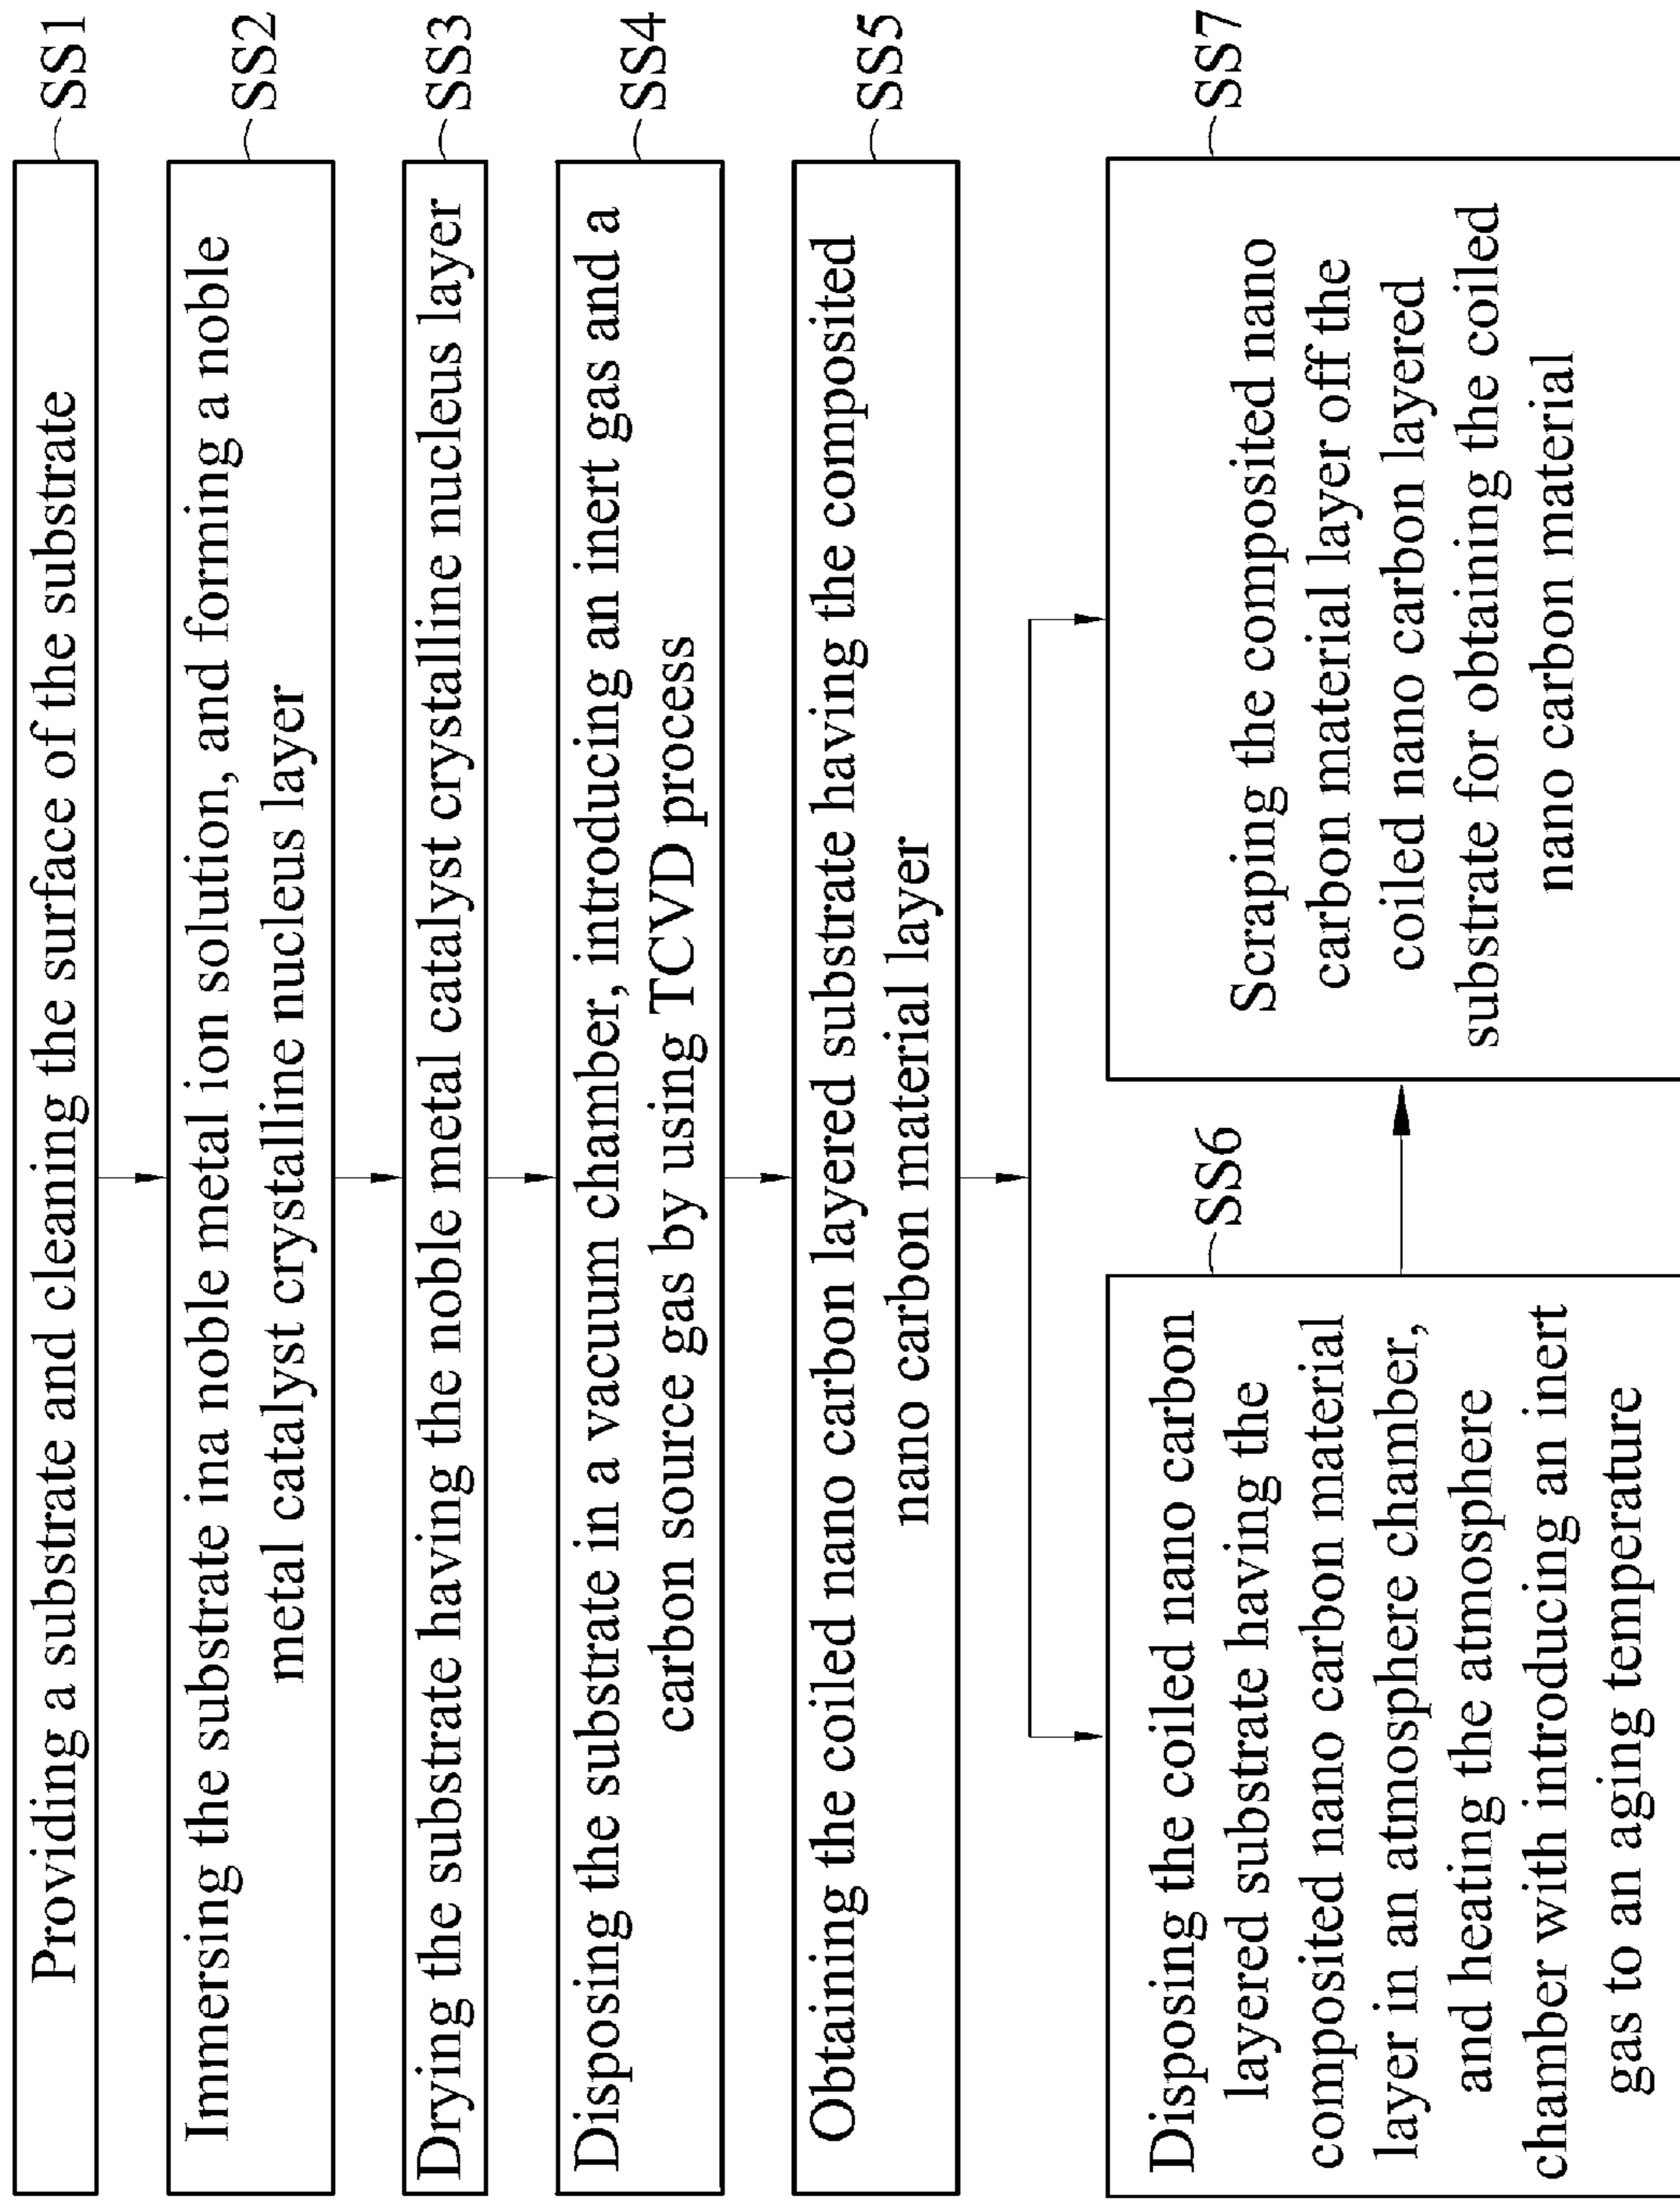 Providing a substrate and cleaning the surface of the substrate
SS1
Immersing the substrate ina noble metal ion solution, and forming a noble
metal catalyst crystalline nucleus layer
SS2
Drying the substrate having the noble metal catalyst crystalline nucleus layer
SS3
Disposing the substrate in a vacuum chamber, introducing an inert gas and a
carbon source gas by using TCVD process
SS4
Obtaining the coiled nano carbon layered substrate having the composited
nano carbon material layer
SS5
Disposing the coiled nano carbon
layered substrate having the
composited nano carbon material
layer in an atmosphere chamber,
and heating the atmosphere
chamber with introducing an inert
gas to an aging temperature
SS6
Scraping the composited nano
carbon material layer off the
coiled nano carbon layered
substrate for obtaining the coiled
nano carbon material
SS7